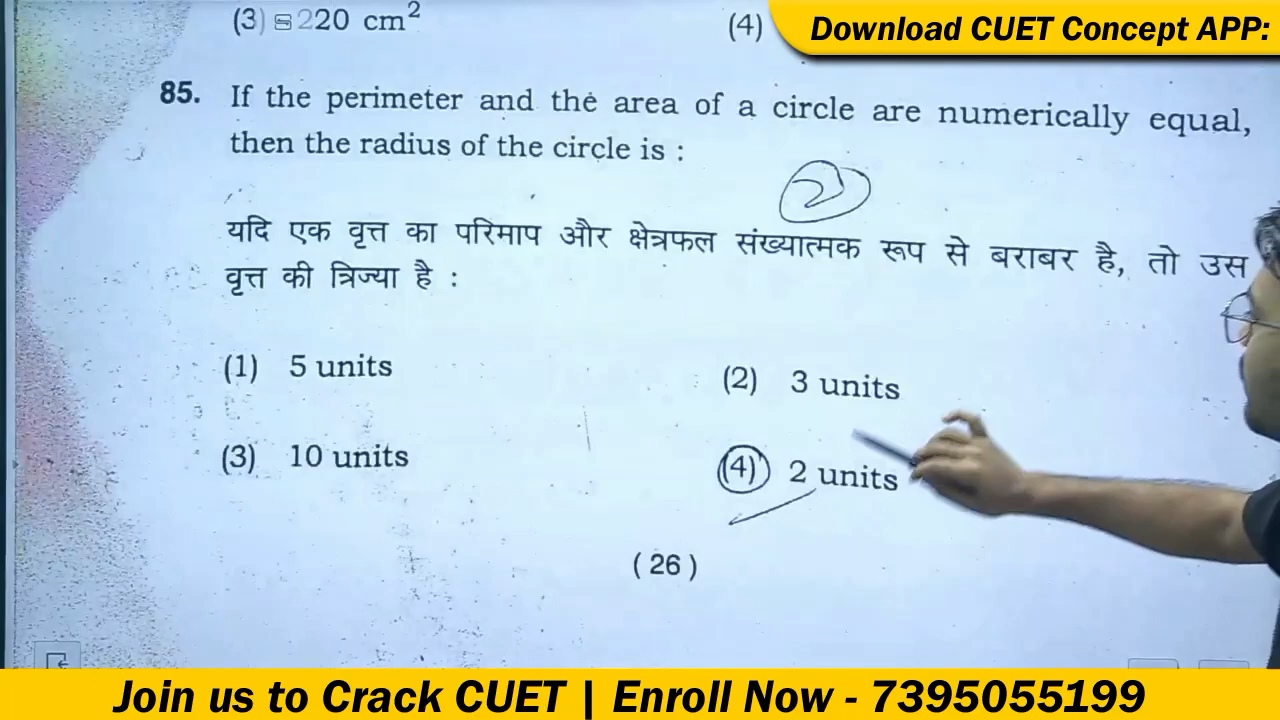 (3) ≈ 220 cm²
(4)
Download CUET Concept APP:
85. If the perimeter and the area of a circle are numerically equal,
then the radius of the circle is :
2
यदि एक वृत्त का परिमाप और क्षेत्रफल संख्यात्मक रूप से बराबर है, तो उस
वृत्त की त्रिज्या है :
(1) 5 units
(2) 3 units
(3) 10 units
(4) 2 units
( 26 )
Join us to Crack CUET | Enroll Now - 7395055199